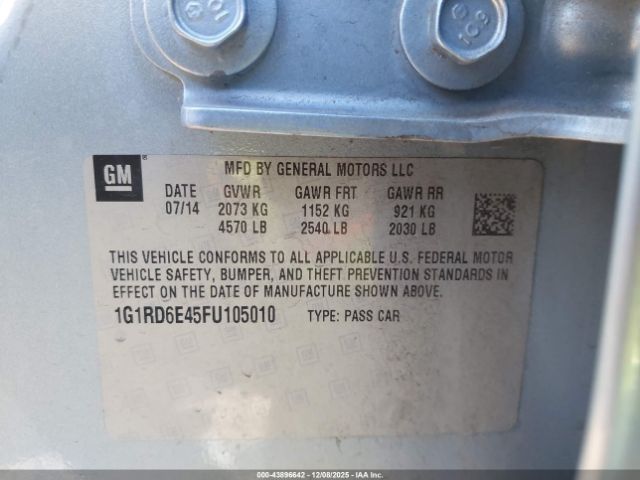 109
109
GM
MFD BY GENERAL MOTORS LLC
DATE GVWR GAWR FRT GAWR RR
07/14 2073 KG 1152 KG 921 KG
4570 LB 2540 LB 2030 LB
THIS VEHICLE CONFORMS TO ALL APPLICABLE U.S. FEDERAL MOTOR
VEHICLE SAFETY, BUMPER, AND THEFT PREVENTION STANDARDS IN
EFFECT ON THE DATE OF MANUFACTURE SHOWN ABOVE.
1G1RD6E45FU105010 TYPE: PASS CAR
000-43896642 - 12/08/2025 - IAA, Inc.